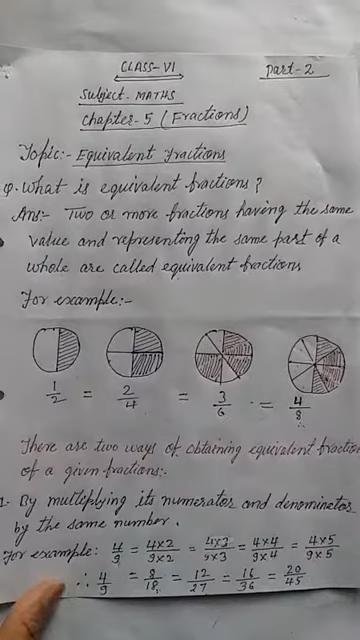 CLASS-VI Part-2
Subject- MATHS
Chapter-5 (Fractions)
Topic:- Equivalent Fractions
Q. What is equivalent fractions?
Ans:- Two or more fractions having the same
value and representing the same part of a
whole are called equivalent fractions
For example:-
1/2 = 2/4 = 3/6 = 4/8
There are two ways of obtaining equivalent fraction
of a given fractions:-
1- By multiplying its numerator and denominator
by the same number.
For example: 4/9 = 4×2/9×2 = 4×3/9×3 = 4×4/9×4 = 4×5/9×5
∴ 4/9 = 8/18 = 12/27 = 16/36 = 20/45